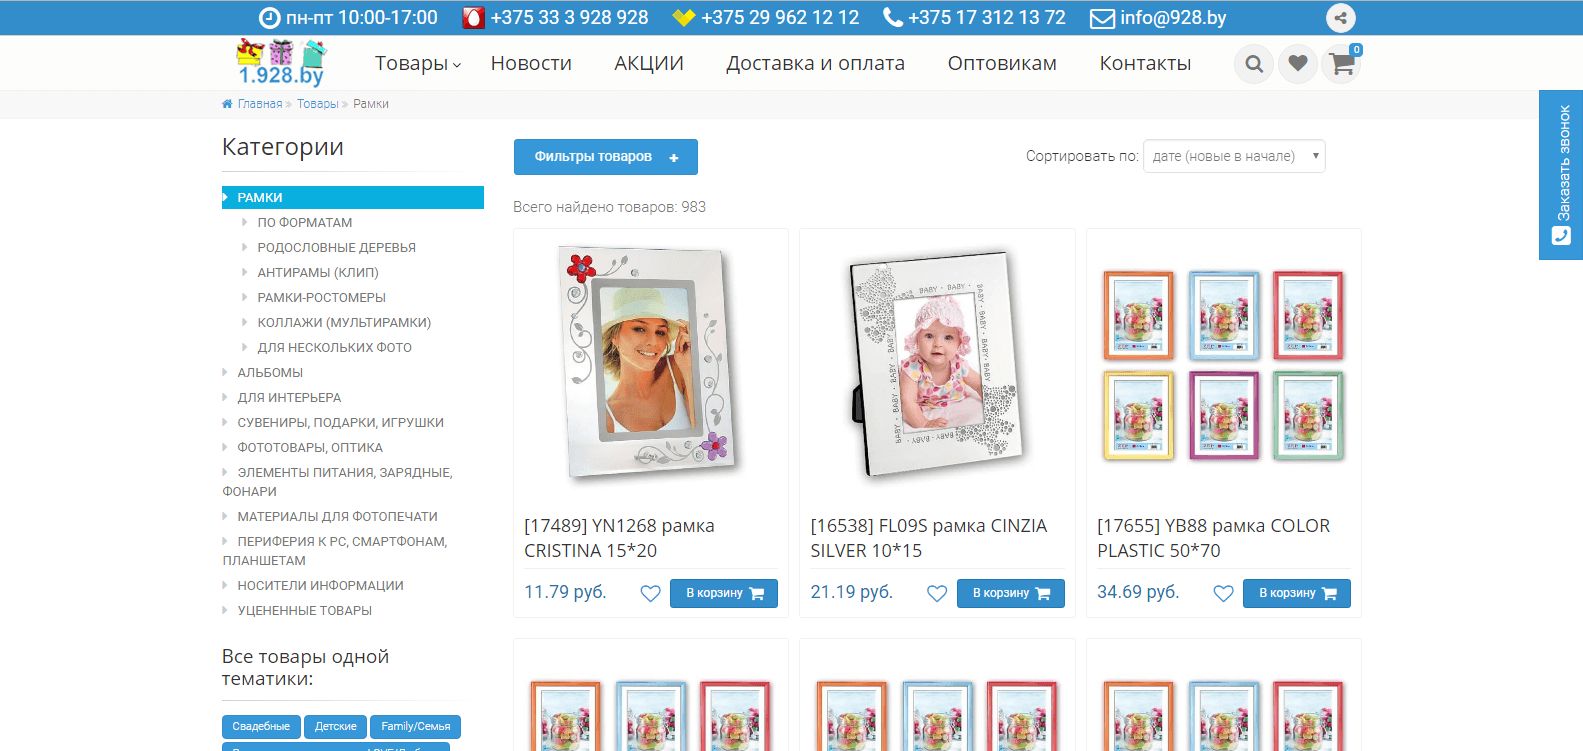 пн-пт 10:00-17:00
+375 33 3 928 928
+375 29 962 12 12
+375 17 312 13 72
info@928.by
1.928.by
Товары
Новости
АКЦИИ
Доставка и оплата
Оптовикам
Контакты
0
Главная » Товары » Рамки
Заказать звонок
Категории
РАМКИ
ПО ФОРМАТАМ
РОДОСЛОВНЫЕ ДЕРЕВЬЯ
АНТИРАМЫ (КЛИП)
РАМКИ-РОСТОМЕРЫ
КОЛЛАЖИ (МУЛЬТИРАМКИ)
ДЛЯ НЕСКОЛЬКИХ ФОТО
АЛЬБОМЫ
ДЛЯ ИНТЕРЬЕРА
СУВЕНИРЫ, ПОДАРКИ, ИГРУШКИ
ФОТОТОВАРЫ, ОПТИКА
ЭЛЕМЕНТЫ ПИТАНИЯ, ЗАРЯДНЫЕ,
ФОНАРИ
МАТЕРИАЛЫ ДЛЯ ФОТОПЕЧАТИ
ПЕРИФЕРИЯ К PC, СМАРТФОНАМ,
ПЛАНШЕТАМ
НОСИТЕЛИ ИНФОРМАЦИИ
УЦЕНЕННЫЕ ТОВАРЫ
Все товары одной
тематики:
Свадебные
Детские
Family/Семья
Фильтры товаров +
Сортировать по: дате (новые в начале)
Всего найдено товаров: 983
BABY · BABY · BABY · BABY · BABY
[17489] YN1268 рамка
CRISTINA 15*20
11.79 руб.
В корзину
[16538] FL09S рамка CINZIA
SILVER 10*15
21.19 руб.
В корзину
[17655] YB88 рамка COLOR
PLASTIC 50*70
34.69 руб.
В корзину